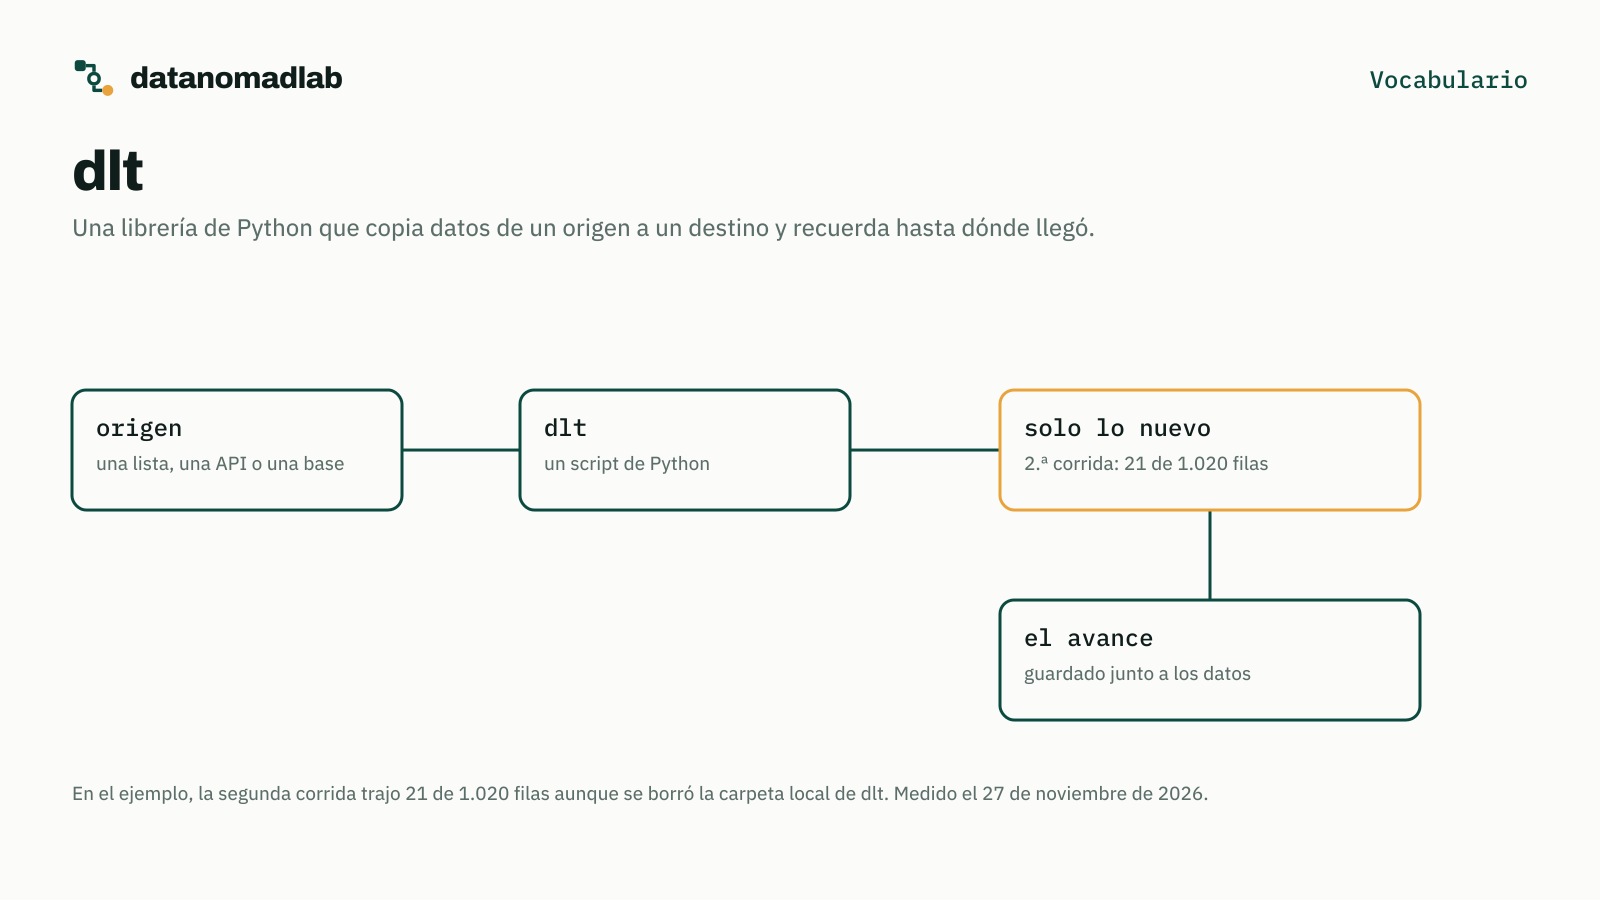 datanomadlab
Vocabulario
dlt
Una librería de Python que copia datos de un origen a un destino y recuerda hasta dónde llegó.
origen
una lista, una API o una base
dlt
un script de Python
solo lo nuevo
2.ª corrida: 21 de 1.020 filas
el avance
guardado junto a los datos
En el ejemplo, la segunda corrida trajo 21 de 1.020 filas aunque se borró la carpeta local de dlt. Medido el 27 de noviembre de 2026.